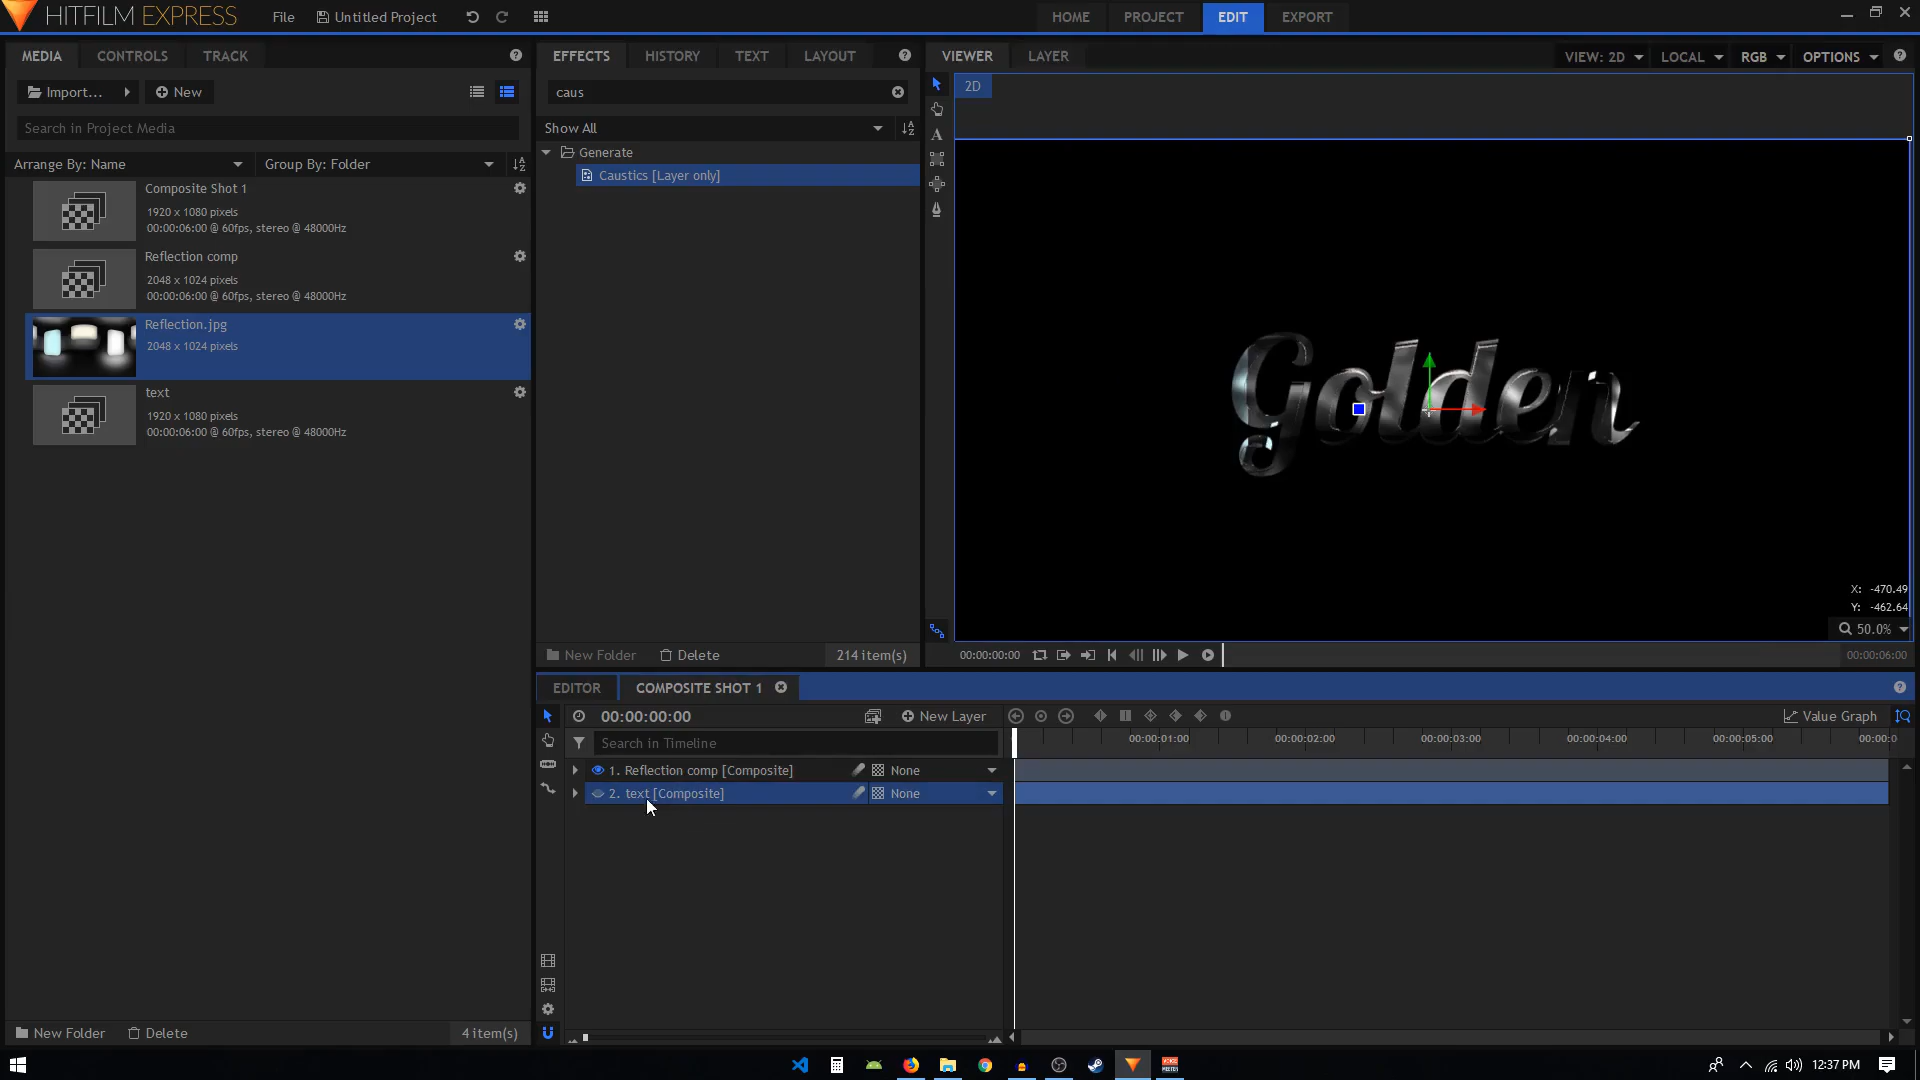 HITFILM EXPRESS
File
Untitled Project
HOME
PROJECT
EDIT
EXPORT
MEDIA
CONTROLS
TRACK
EFFECTS
HISTORY
TEXT
LAYOUT
VIEWER
LAYER
VIEW: 2D
LOCAL
RGB
OPTIONS
Import...
New
Search in Project Media
Arrange By: Name
Group By: Folder
Composite Shot 1
1920 x 1080 pixels
00:00:06:00 @ 60fps, stereo @ 48000Hz
Reflection comp
2048 x 1024 pixels
00:00:06:00 @ 60fps, stereo @ 48000Hz
Reflection.jpg
2048 x 1024 pixels
text
1920 x 1080 pixels
00:00:06:00 @ 60fps, stereo @ 48000Hz
New Folder
Delete
4 item(s)
caus
Show All
Generate
Caustics [Layer only]
New Folder
Delete
214 item(s)
2D
A
Golden
X: -470.49
Y: -462.64
50.0%
00:00:00:00
00:00:06:00
EDITOR
COMPOSITE SHOT 1
00:00:00:00
New Layer
Value Graph
Search in Timeline
00:00:01:00
00:00:02:00
00:00:03:00
00:00:04:00
00:00:05:00
00:00:0
1. Reflection comp [Composite]
None
2. text [Composite]
None
12:37 PM